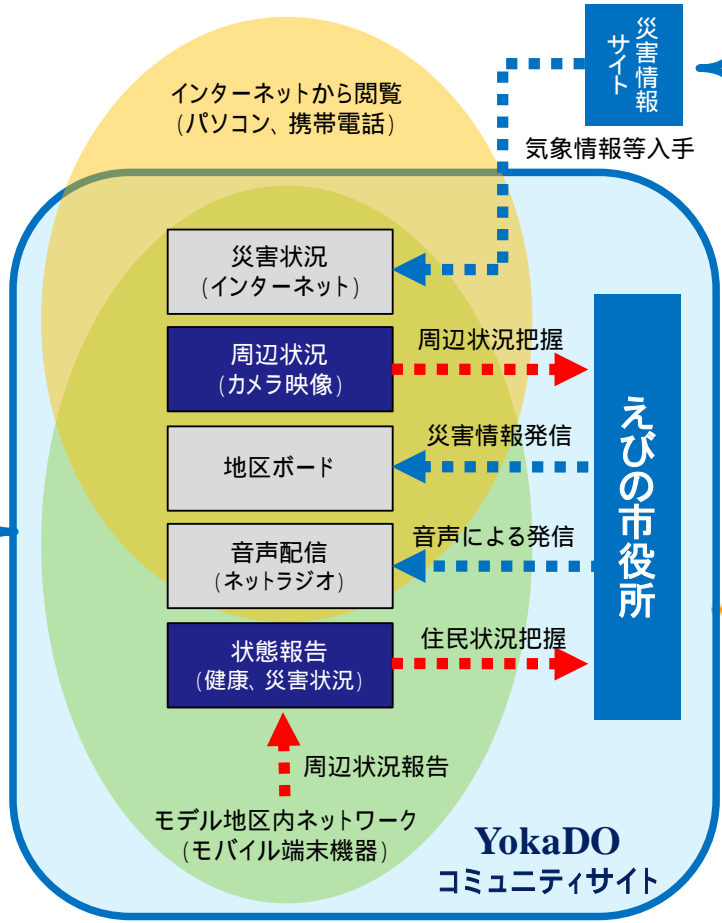 災害情報
サイト
インターネットから閲覧
(パソコン、携帯電話)
気象情報等入手
災害状況
(インターネット)
周辺状況
(カメラ映像)
周辺状況把握
地区ボード
災害情報発信
音声配信
(ネットラジオ)
音声による発信
状態報告
(健康、災害状況)
住民状況把握
えびの市役所
周辺状況報告
モデル地区内ネットワーク
(モバイル端末機器)
YokaDO
コミュニティサイト